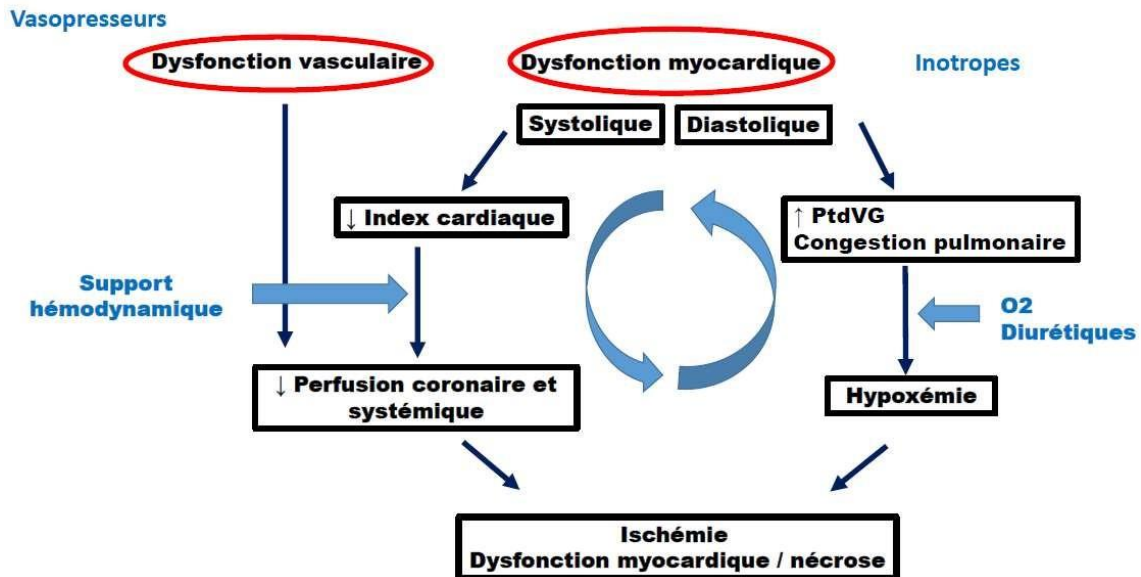 Vasopresseurs
Dysfonction vasculaire
Dysfonction myocardique
Inotropes
Systolique
Diastolique
↓ Index cardiaque
↑ PtdVG
Congestion pulmonaire
Support
hémodynamique
O2
Diurétiques
↓ Perfusion coronaire et
systémique
Hypoxémie
Ischémie
Dysfonction myocardique / nécrose